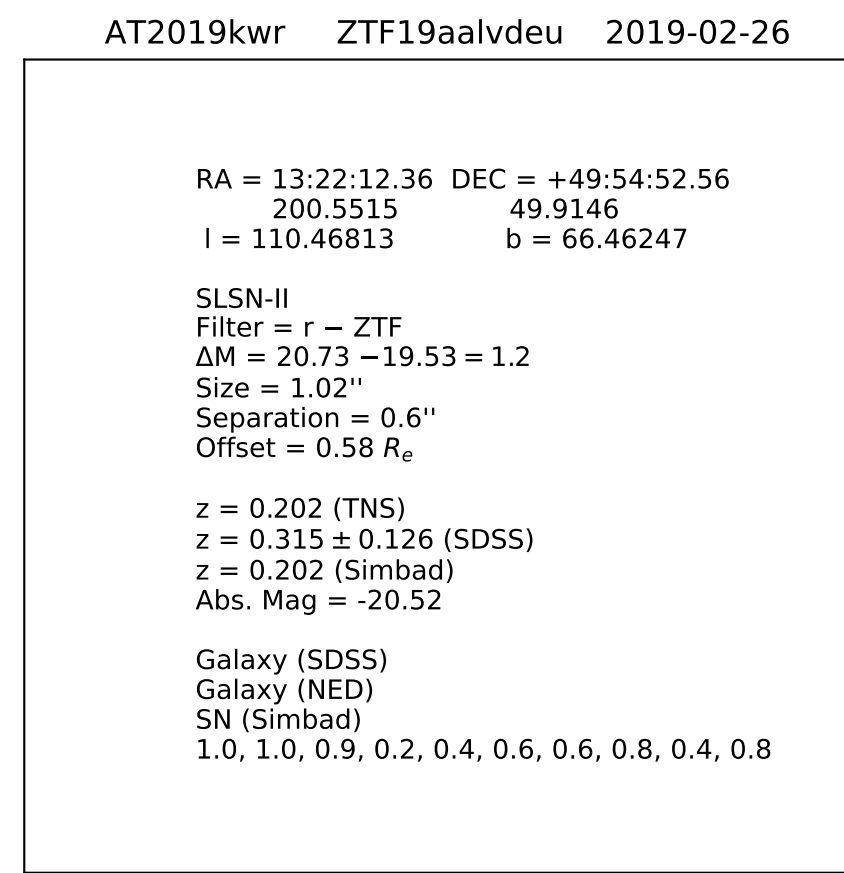 AT2019kwr ZTF19aalvdeu 2019-02-26
RA = 13:22:12.36 DEC = +49:54:52.56
200.5515 49.9146
l = 110.46813 b = 66.46247
SLSN-II
Filter = r − ZTF
ΔM = 20.73 −19.53 = 1.2
Size = 1.02''
Separation = 0.6''
Offset = 0.58 Rₑ
z = 0.202 (TNS)
z = 0.315 ± 0.126 (SDSS)
z = 0.202 (Simbad)
Abs. Mag = -20.52
Galaxy (SDSS)
Galaxy (NED)
SN (Simbad)
1.0, 1.0, 0.9, 0.2, 0.4, 0.6, 0.6, 0.8, 0.4, 0.8